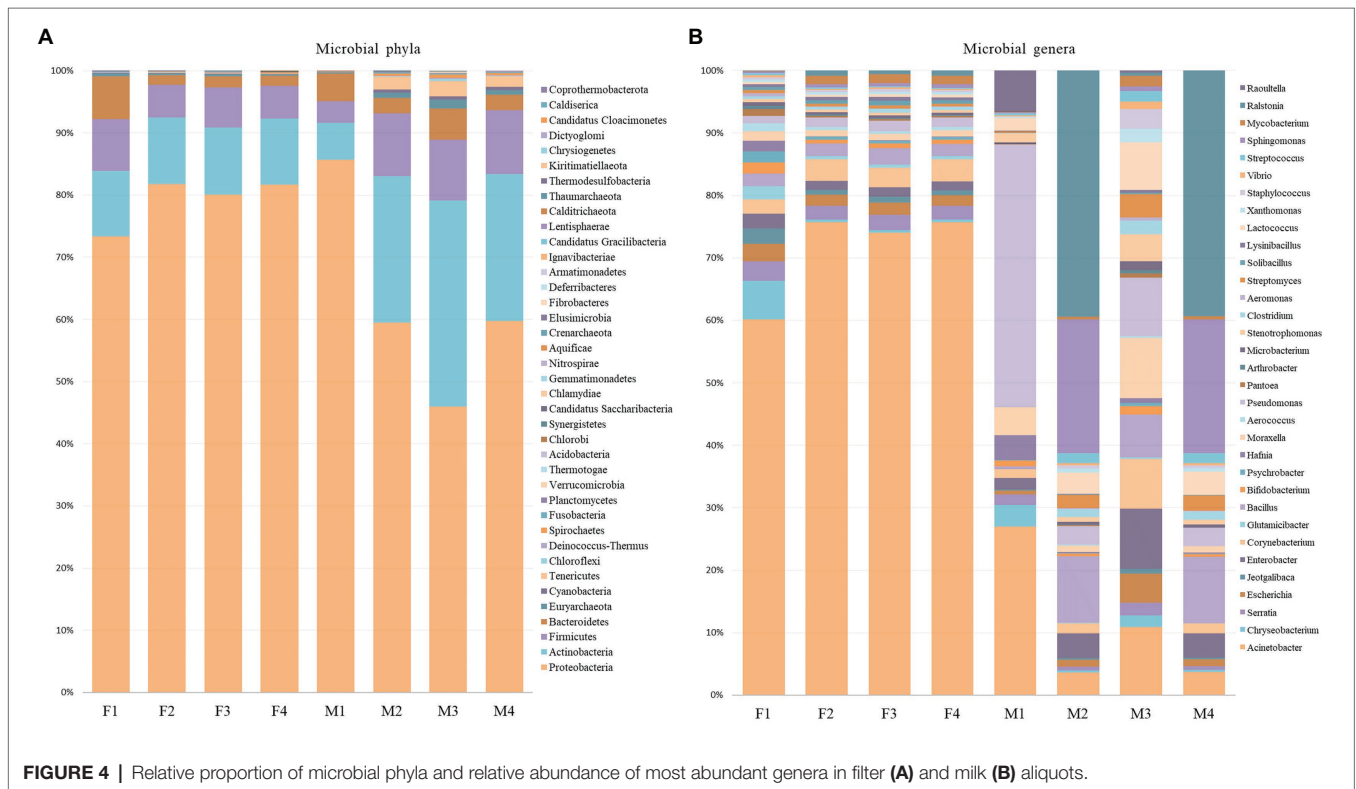 A
Microbial phyla
100%
90%
80%
70%
60%
50%
40%
30%
20%
10%
0%
F1 F2 F3 F4 M1 M2 M3 M4
Coprothermobacterota
Caldiserica
Candidatus Cloacimonetes
Dictyoglomi
Chrysiogenetes
Kiritimatiellaeota
Thermodesulfobacteria
Thaumarchaeota
Calditrichaeota
Lentisphaerae
Candidatus Gracilibacteria
Ignavibacteriae
Armatimonadetes
Deferribacteres
Fibrobacteres
Elusimicrobia
Crenarchaeota
Aquificae
Nitrospirae
Gemmatimonadetes
Chlamydiae
Candidatus Saccharibacteria
Synergistetes
Chlorobi
Acidobacteria
Thermotogae
Verrucomicrobia
Planctomycetes
Fusobacteria
Spirochaetes
Deinococcus-Thermus
Chloroflexi
Tenericutes
Cyanobacteria
Euryarchaeota
Bacteroidetes
Firmicutes
Actinobacteria
Proteobacteria
B
Microbial genera
100%
90%
80%
70%
60%
50%
40%
30%
20%
10%
0%
F1 F2 F3 F4 M1 M2 M3 M4
Raoultella
Ralstonia
Mycobacterium
Sphingomonas
Streptococcus
Vibrio
Staphylococcus
Xanthomonas
Lactococcus
Lysinibacillus
Solibacillus
Streptomyces
Aeromonas
Clostridium
Stenotrophomonas
Microbacterium
Arthrobacter
Pantoea
Pseudomonas
Aerococcus
Moraxella
Hafnia
Psychrobacter
Bifidobacterium
Bacillus
Glutamicibacter
Corynebacterium
Enterobacter
Jeotgalibaca
Escherichia
Serratia
Chryseobacterium
Acinetobacter
FIGURE 4 | Relative proportion of microbial phyla and relative abundance of most abundant genera in filter (A) and milk (B) aliquots.